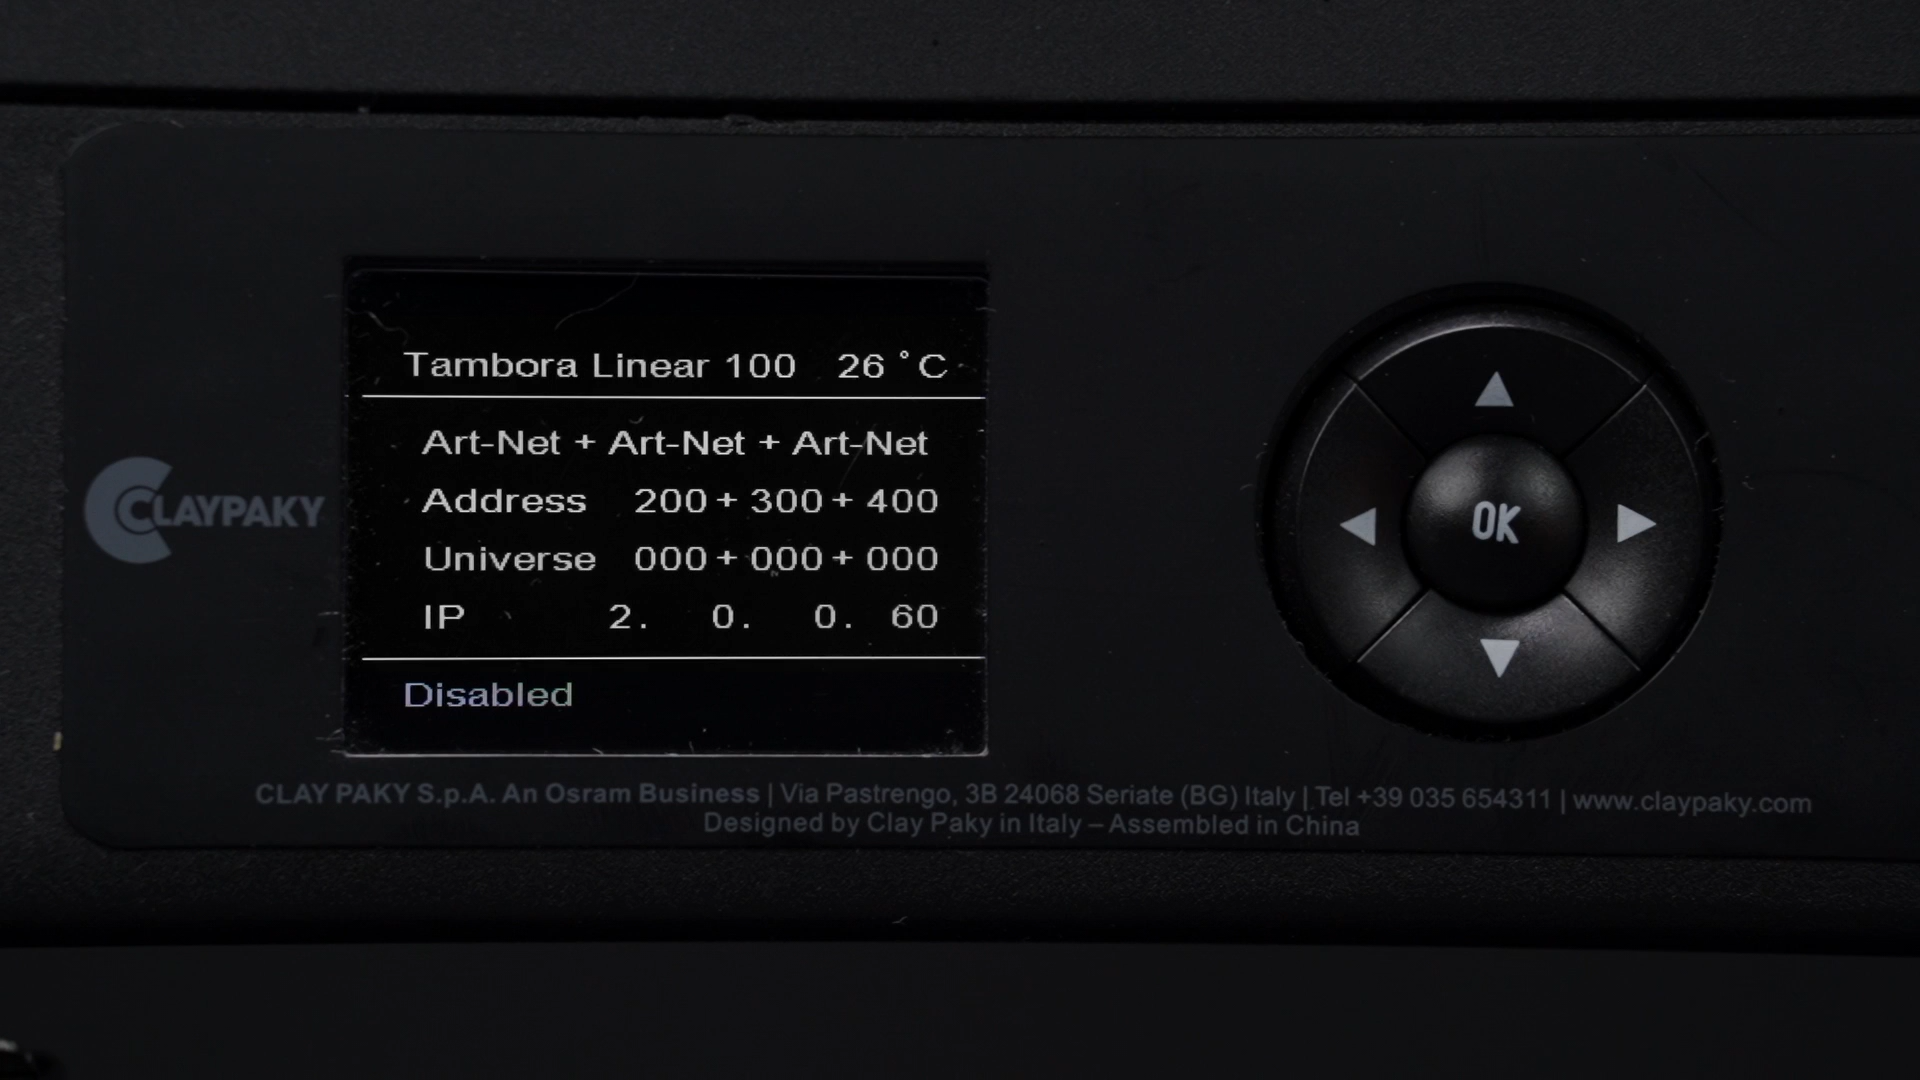 Tambora Linear 100 26°C
Art-Net + Art-Net + Art-Net
Address 200 + 300 + 400
Universe 000 + 000 + 000
IP 2. 0. 0. 60
Disabled
CLAYPAKY
OK
CLAY PAKY S.p.A. An Osram Business | Via Pastrengo, 3B 24068 Seriate (BG) Italy | Tel +39 035 654311 | www.claypaky.com
Designed by Clay Paky in Italy – Assembled in China